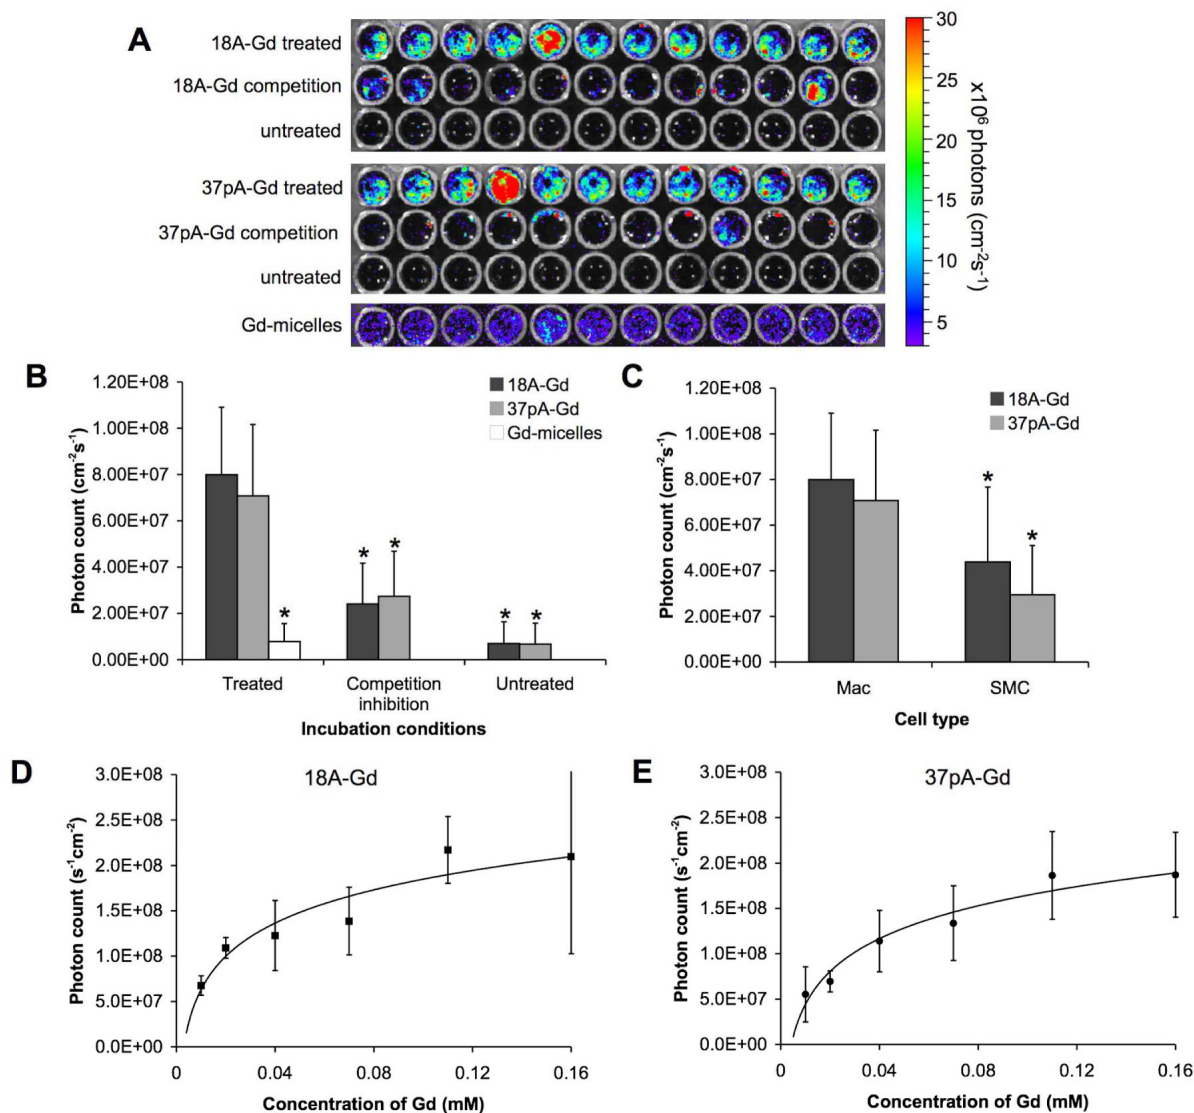 A
18A-Gd treated
18A-Gd competition
untreated
37pA-Gd treated
37pA-Gd competition
untreated
Gd-micelles
30
25
20
15
10
5
x10⁶ photons (cm⁻²s⁻¹)
B
Photon count (cm⁻²s⁻¹)
1.20E+08
1.00E+08
8.00E+07
6.00E+07
4.00E+07
2.00E+07
0.00E+00
18A-Gd
37pA-Gd
Gd-micelles
*
* *
* *
Treated
Competition
inhibition
Untreated
Incubation conditions
C
Photon count (cm⁻²s⁻¹)
1.20E+08
1.00E+08
8.00E+07
6.00E+07
4.00E+07
2.00E+07
0.00E+00
18A-Gd
37pA-Gd
*
*
Mac
SMC
Cell type
D
18A-Gd
Photon count (s⁻¹cm⁻²)
3.0E+08
2.5E+08
2.0E+08
1.5E+08
1.0E+08
5.0E+07
0.0E+00
0 0.04 0.08 0.12 0.16
Concentration of Gd (mM)
E
37pA-Gd
Photon count (s⁻¹cm⁻²)
3.0E+08
2.5E+08
2.0E+08
1.5E+08
1.0E+08
5.0E+07
0.0E+00
0 0.04 0.08 0.12 0.16
Concentration of Gd (mM)